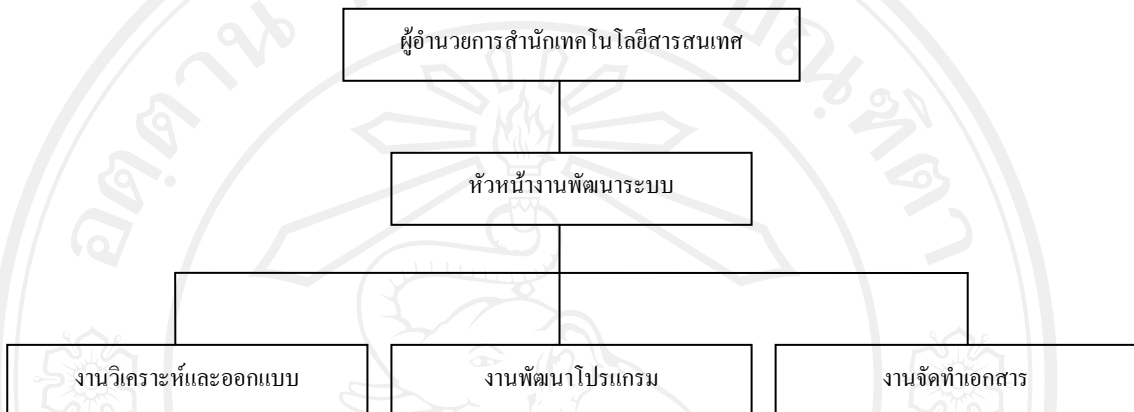 ผู้อำนวยการสำนักเทคโนโลยีสารสนเทศ
หัวหน้างานพัฒนาระบบ
งานวิเคราะห์และออกแบบ
งานพัฒนาโปรแกรม
งานจัดทำเอกสาร